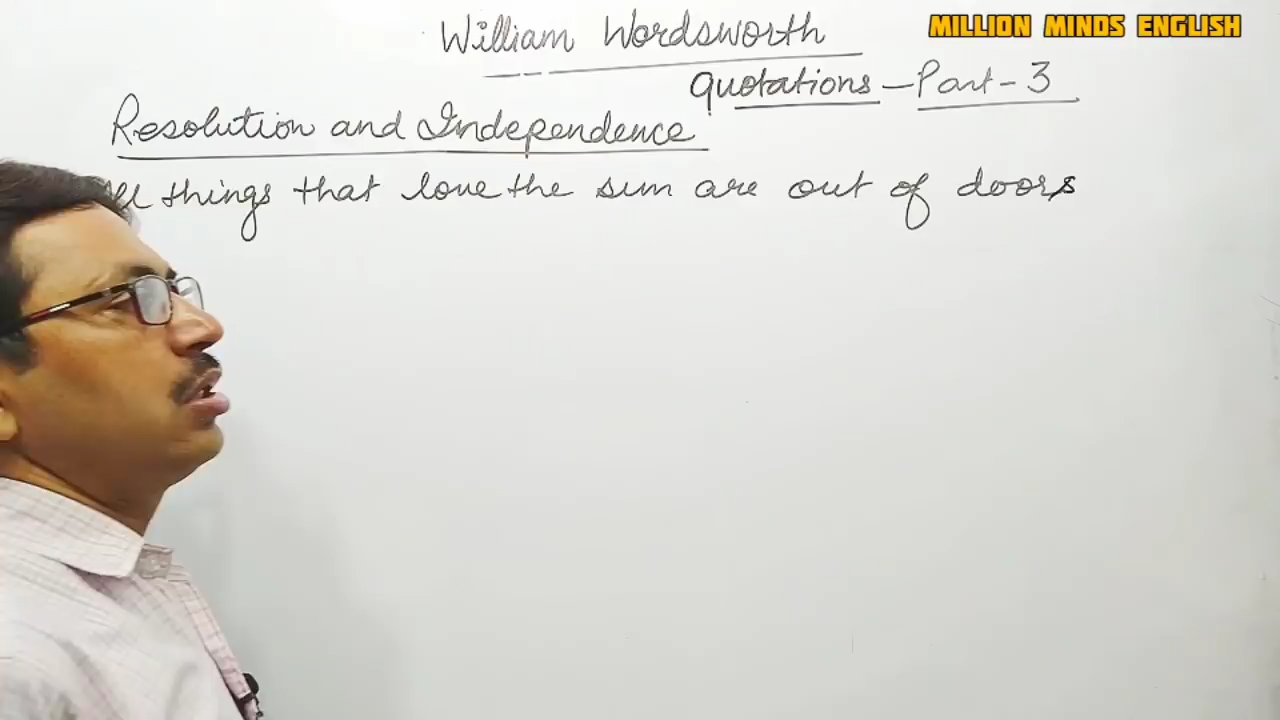 William Wordsworth
MILLION MINDS ENGLISH
Quotations - Part - 3
Resolution and Independence
things that love the sun are out of doors